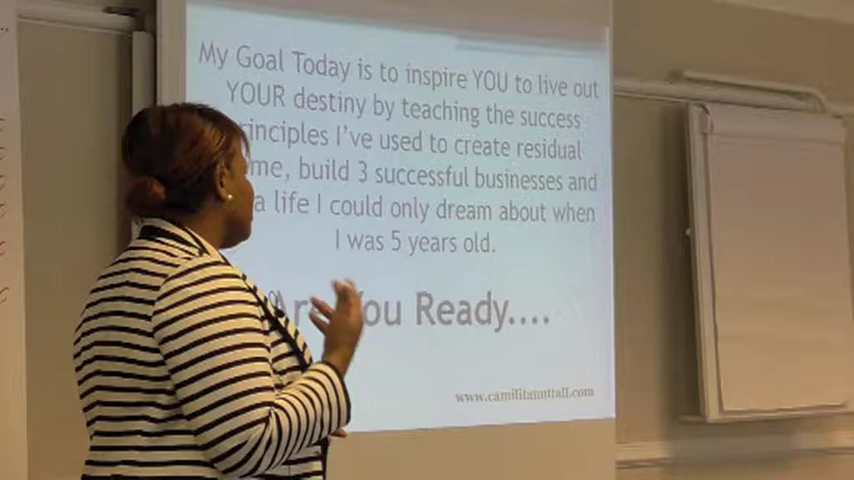 My Goal Today is to inspire YOU to live out
YOUR destiny by teaching the success
rinciples I've used to create residual
me, build 3 successful businesses and
a life I could only dream about when
I was 5 years old.
Are You Ready....
www.camilitanuttall.com